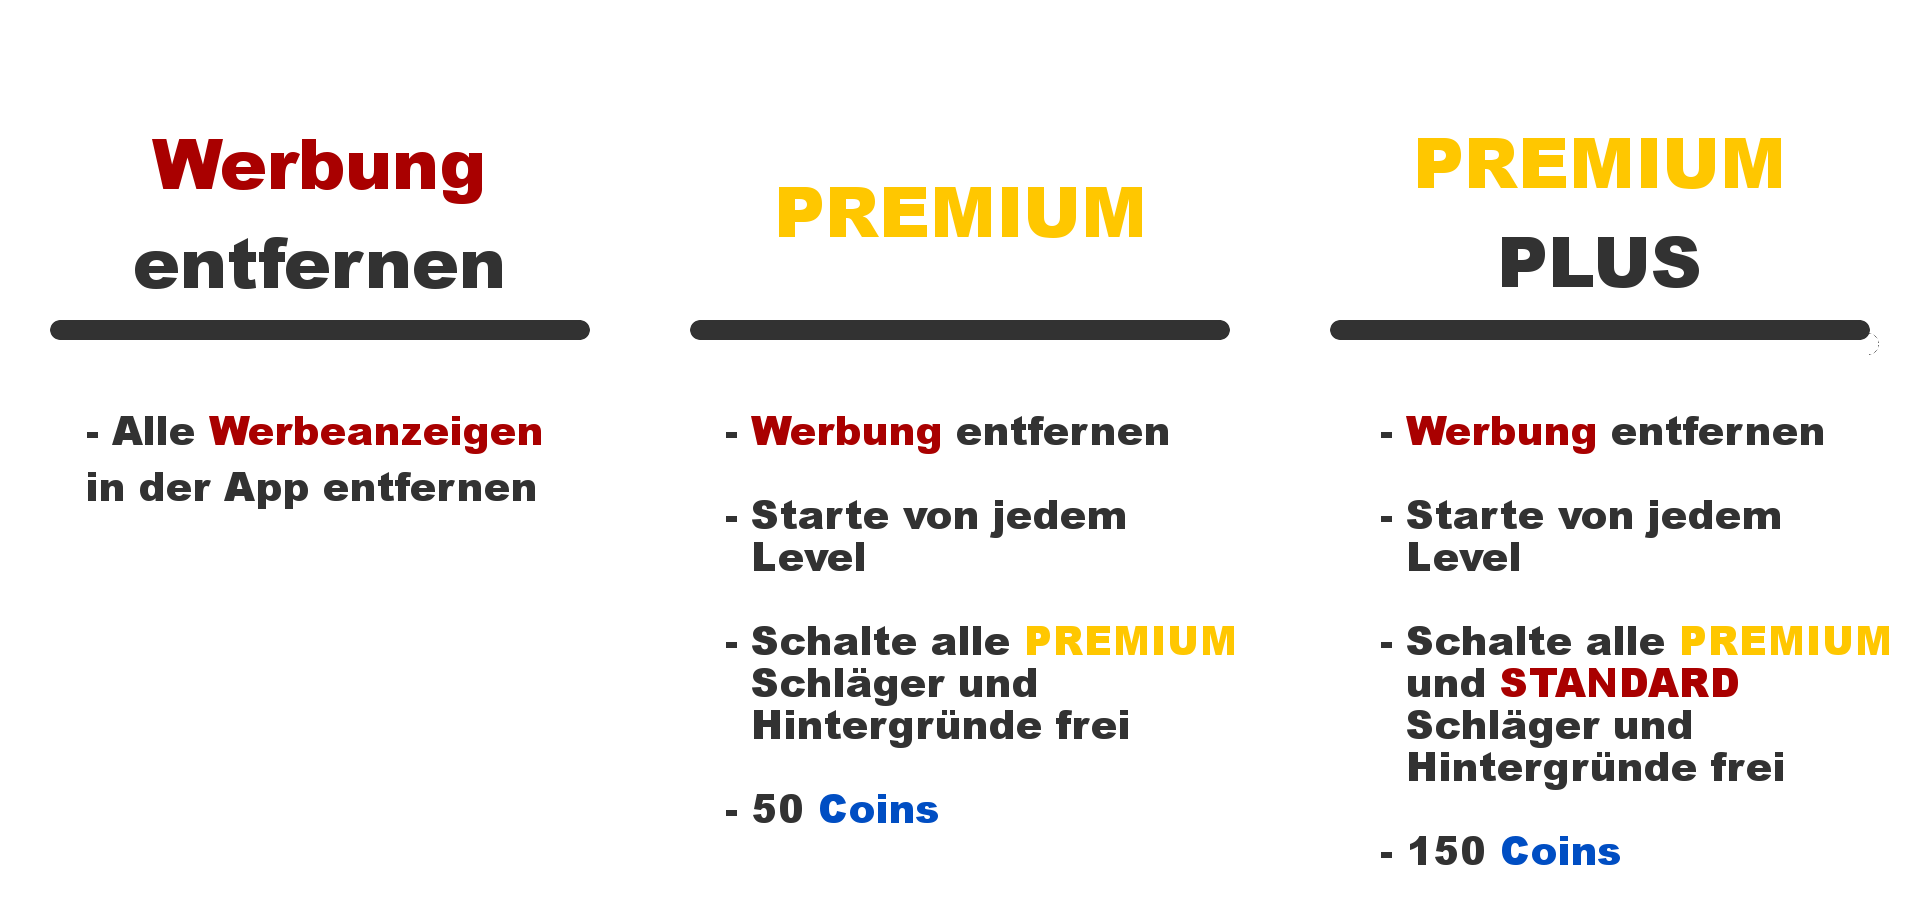 Werbung
entfernen
- Alle Werbeanzeigen
in der App entfernen
PREMIUM
- Werbung entfernen
- Starte von jedem
Level
- Schalte alle PREMIUM
Schläger und
Hintergründe frei
- 50 Coins
PREMIUM
PLUS
- Werbung entfernen
- Starte von jedem
Level
- Schalte alle PREMIUM
und STANDARD
Schläger und
Hintergründe frei
- 150 Coins